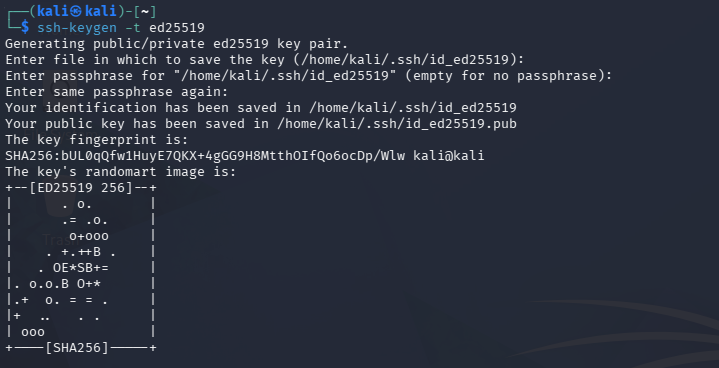 ┌──(kali㉿kali)-[~]
└─$ ssh-keygen -t ed25519
Generating public/private ed25519 key pair.
Enter file in which to save the key (/home/kali/.ssh/id_ed25519):
Enter passphrase for "/home/kali/.ssh/id_ed25519" (empty for no passphrase):
Enter same passphrase again:
Your identification has been saved in /home/kali/.ssh/id_ed25519
Your public key has been saved in /home/kali/.ssh/id_ed25519.pub
The key fingerprint is:
SHA256:bUL0qQfw1HuyE7QKX+4gGG9H8MtthOIfQo6ocDp/Wlw kali@kali
The key's randomart image is:
+--[ED25519 256]--+
|      . o.       |
|      .= .o.     |
|       o+ooo     |
|    . +.++B .    |
|   . OE*SB+=     |
|. o.o.B O+*      |
|.+  o. = = .     |
|+  ..   . .      |
| ooo             |
+----[SHA256]-----+